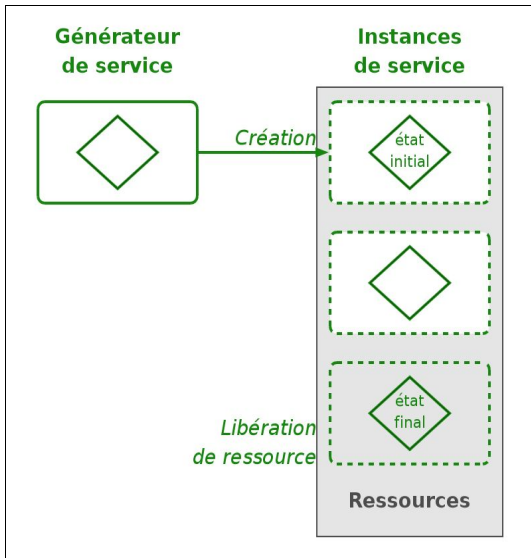 Générateur
de service
Instances
de service
Création
état
initial
état
final
Libération
de ressource
Ressources